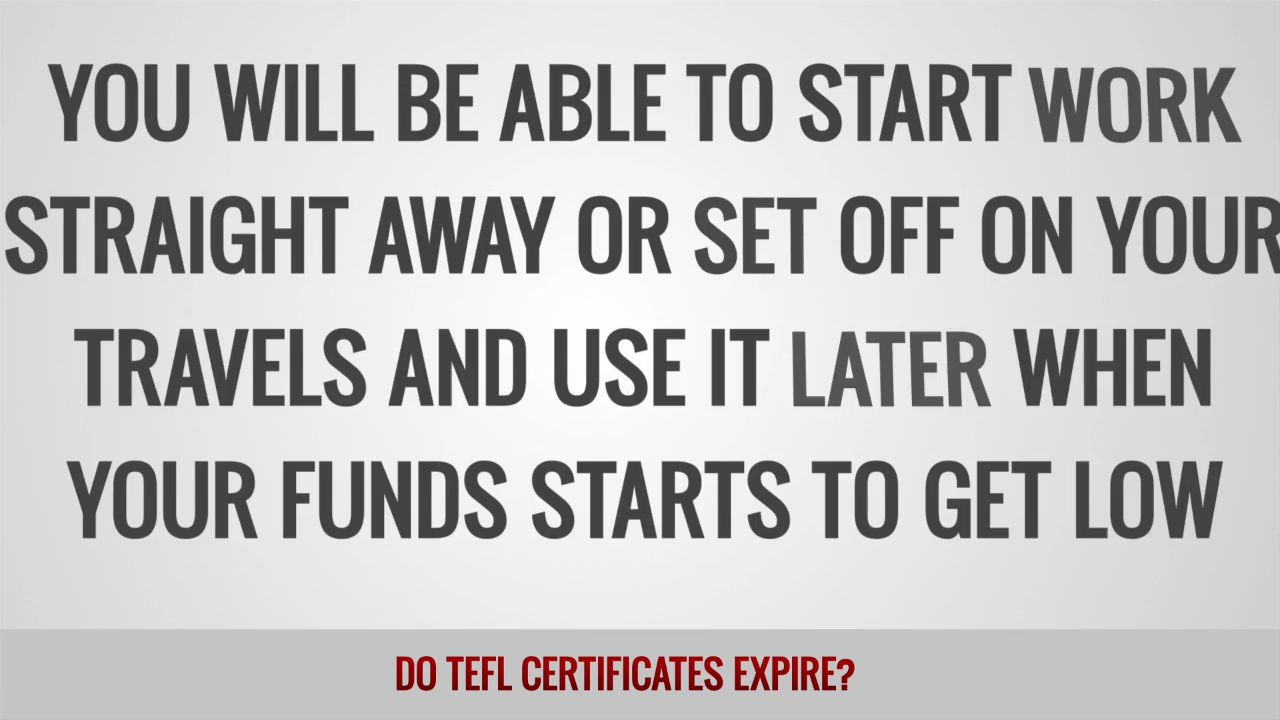 YOU WILL BE ABLE TO START WORK
STRAIGHT AWAY OR SET OFF ON YOUR
TRAVELS AND USE IT LATER WHEN
YOUR FUNDS STARTS TO GET LOW
DO TEFL CERTIFICATES EXPIRE?